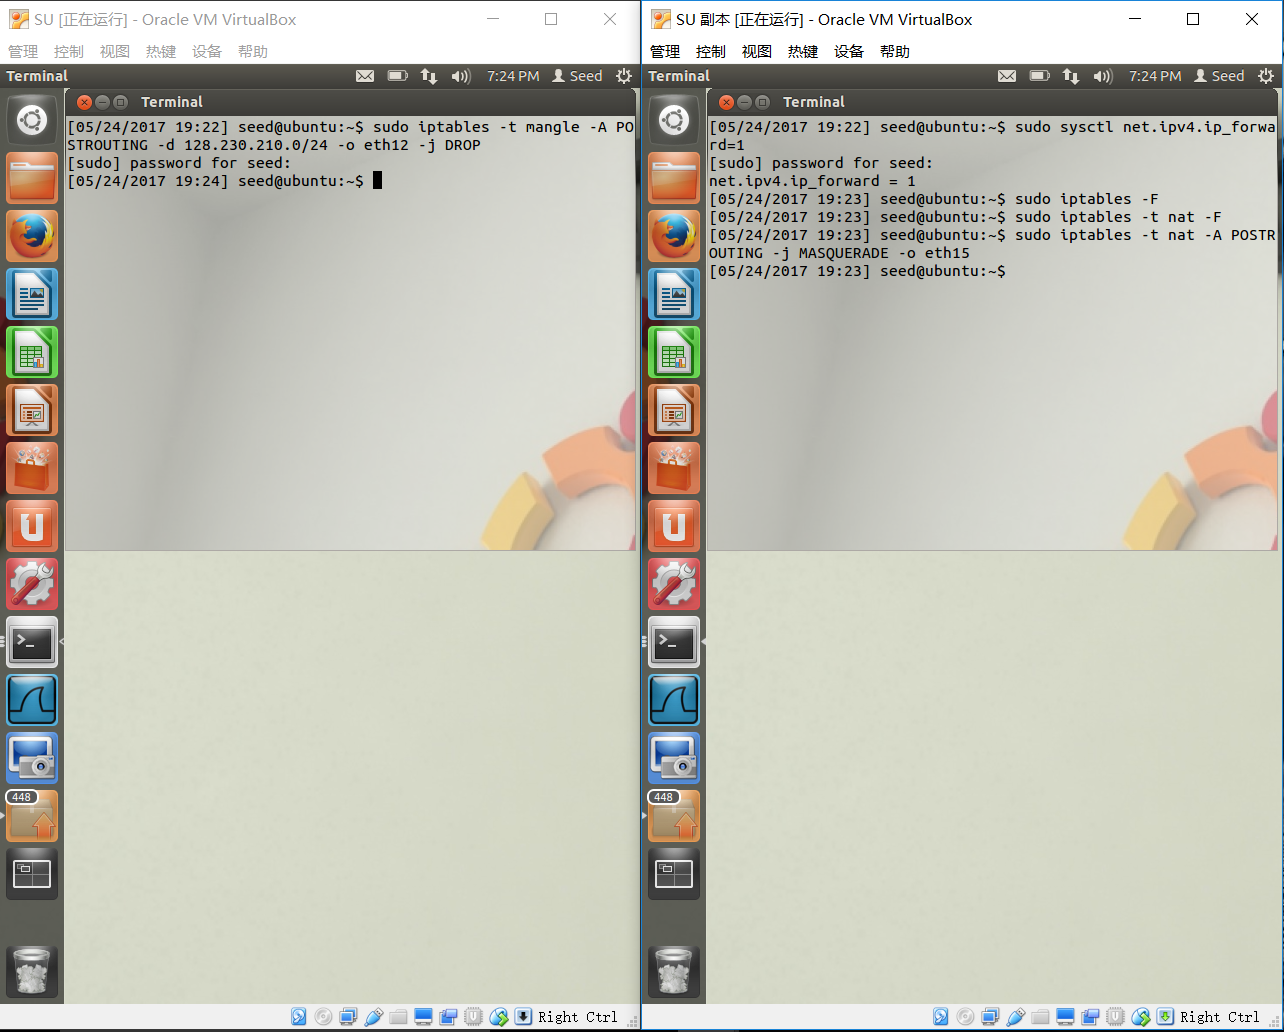 SU [正在运行] - Oracle VM VirtualBox
管理 控制 视图 热键 设备 帮助
Terminal 7:24 PM Seed
Terminal
[05/24/2017 19:22] seed@ubuntu:~$ sudo iptables -t mangle -A PO
STROUTING -d 128.230.210.0/24 -o eth12 -j DROP
[sudo] password for seed:
[05/24/2017 19:24] seed@ubuntu:~$
448
Right Ctrl
SU 副本 [正在运行] - Oracle VM VirtualBox
管理 控制 视图 热键 设备 帮助
Terminal 7:24 PM Seed
Terminal
[05/24/2017 19:22] seed@ubuntu:~$ sudo sysctl net.ipv4.ip_forwa
rd=1
[sudo] password for seed:
net.ipv4.ip_forward = 1
[05/24/2017 19:23] seed@ubuntu:~$ sudo iptables -F
[05/24/2017 19:23] seed@ubuntu:~$ sudo iptables -t nat -F
[05/24/2017 19:23] seed@ubuntu:~$ sudo iptables -t nat -A POSTR
OUTING -j MASQUERADE -o eth15
[05/24/2017 19:23] seed@ubuntu:~$
448
Right Ctrl